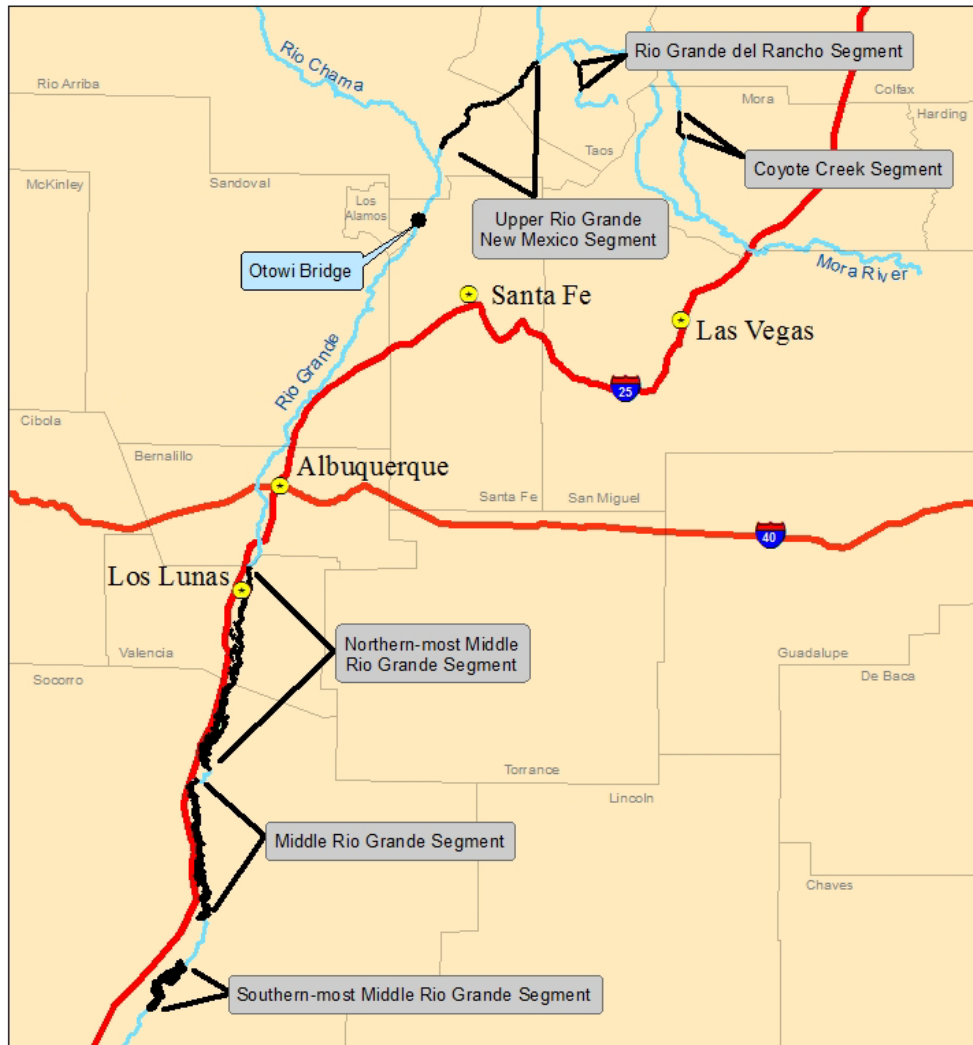 Rio Chama
Rio Grande del Rancho Segment
Rio Arriba
Colfax
Mora
Harding
Taos
Coyote Creek Segment
McKinley
Sandoval
Los
Alamos
Upper Rio Grande
New Mexico Segment
Otowi Bridge
Mora River
Santa Fe
Las Vegas
Rio Grande
25
Cibola
Bernalillo
Albuquerque
Santa Fe
San Miguel
40
Los Lunas
Northern-most Middle
Rio Grande Segment
Valencia
Guadalupe
Socorro
De Baca
Torrance
Lincoln
Middle Rio Grande Segment
Chaves
Southern-most Middle Rio Grande Segment